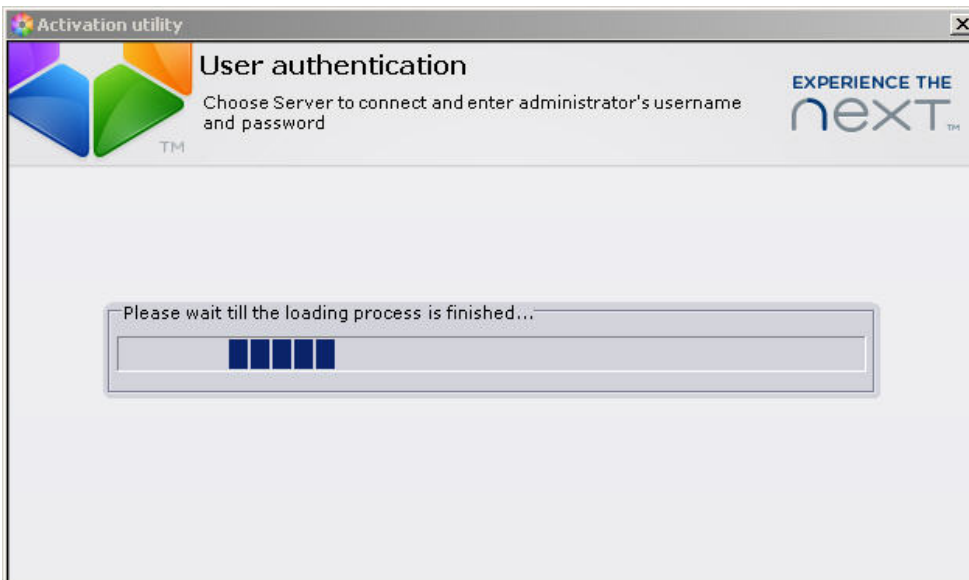 Activation utility
User authentication
Choose Server to connect and enter administrator's username
and password
TM
EXPERIENCE THE
next TM
Please wait till the loading process is finished...